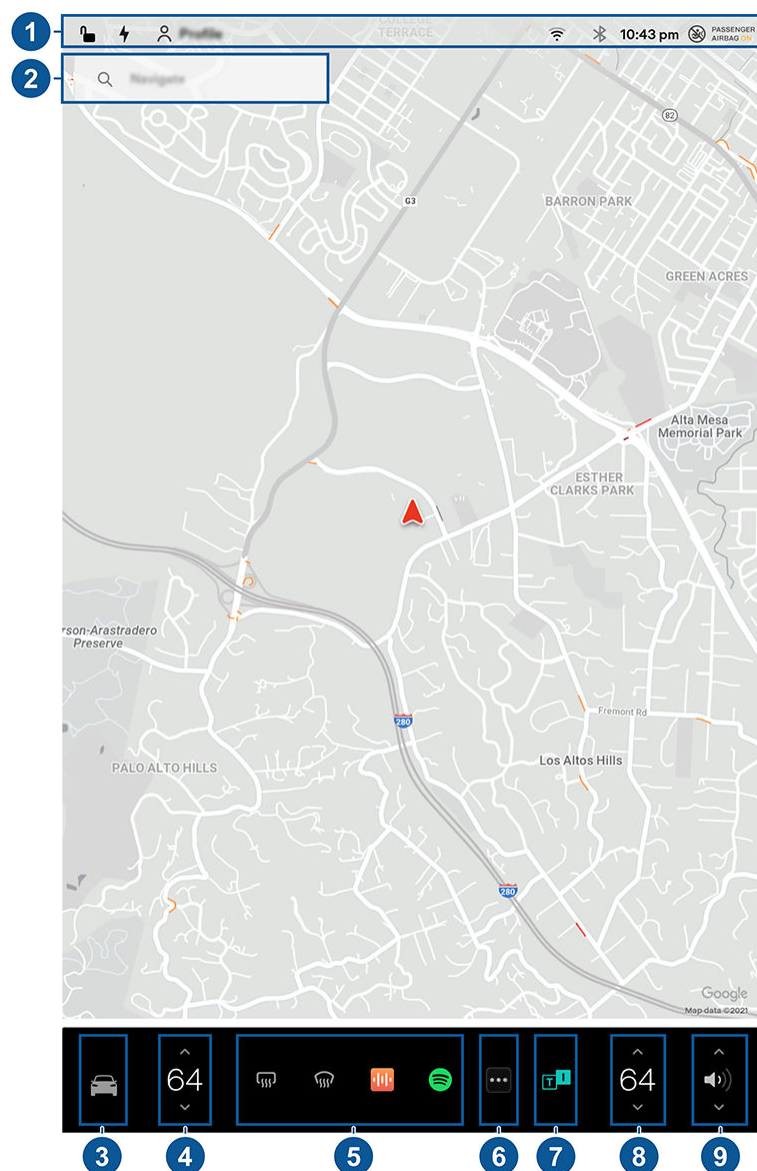 1
COLLEGE
TERRACE
Profile
10:43 pm
PASSENGER
AIRBAG ON
2
Navigate
82
G3
BARRON PARK
GREEN ACRES
Alta Mesa
Memorial Park
ESTHER
CLARKS PARK
rson-Arastradero
Preserve
280
Fremont Rd
Los Altos Hills
PALO ALTO HILLS
280
Google
Map data ©2021
64
T
I
64
3
4
5
6
7
8
9